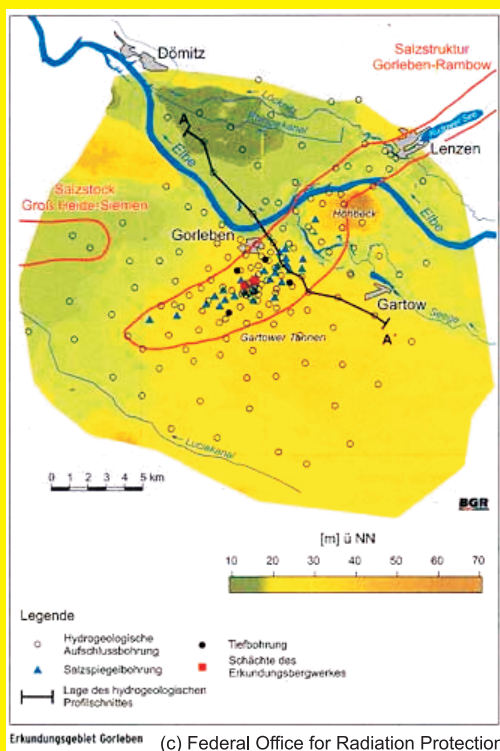 Dömitz
Salzstruktur
Gorleben-Rambow
A
Löcknitz
Rudower See
Lenzen
Elbe
Salzstock
Groß Heide-Siemen
Höhbeck
Elbe
Gorleben
Gartow
Seege
Gartower Tannen
A'
Luciekanal
0 1 2 3 4 5 km
BGR
[m] ü NN
10 20 30 40 50 60 70
Legende
Hydrogeologische
Aufschlussbohrung
Tiefbohrung
Salzspiegelbohrung
Schächte des
Erkundungsbergwerkes
Lage des hydrogeologischen
Profilschnittes
Erkundungsgebiet Gorleben
(c) Federal Office for Radiation Protection